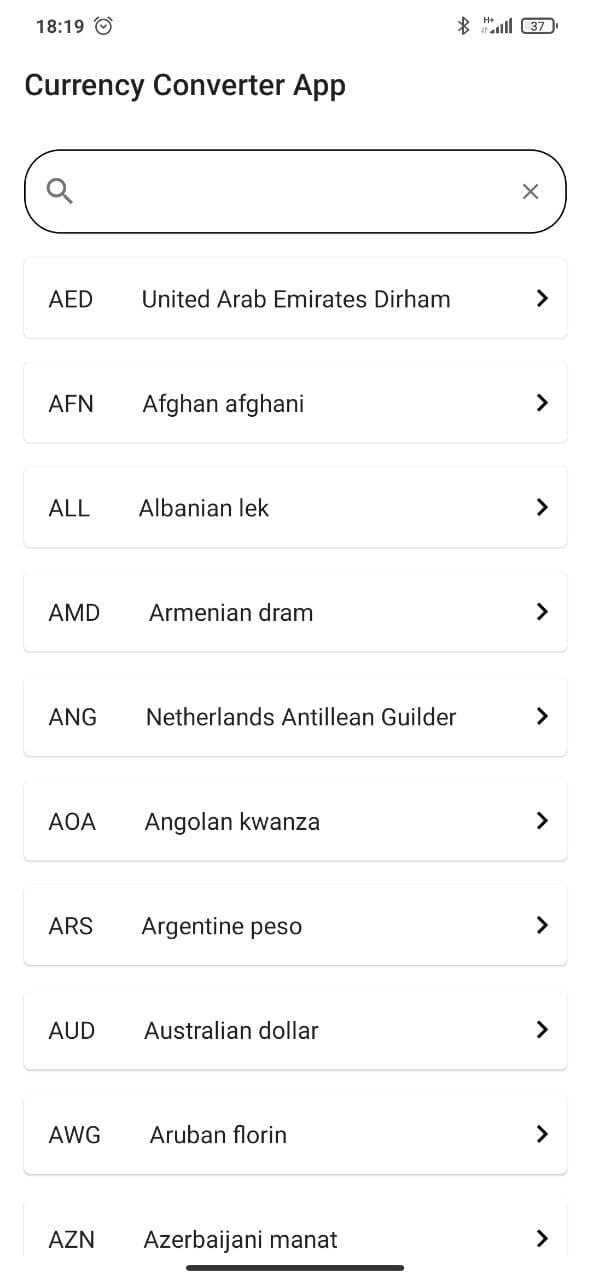 18:19 H+ 37
Currency Converter App
AED United Arab Emirates Dirham
AFN Afghan afghani
ALL Albanian lek
AMD Armenian dram
ANG Netherlands Antillean Guilder
AOA Angolan kwanza
ARS Argentine peso
AUD Australian dollar
AWG Aruban florin
AZN Azerbaijani manat